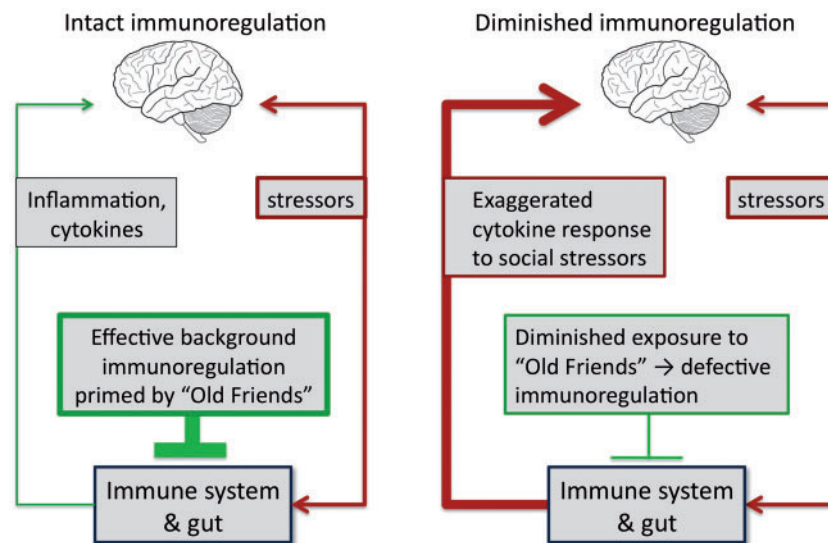 Intact immunoregulation
Inflammation,
cytokines
stressors
Effective background
immunoregulation
primed by “Old Friends”
Immune system
& gut
Diminished immunoregulation
Exaggerated
cytokine response
to social stressors
stressors
Diminished exposure to
“Old Friends” → defective
immunoregulation
Immune system
& gut